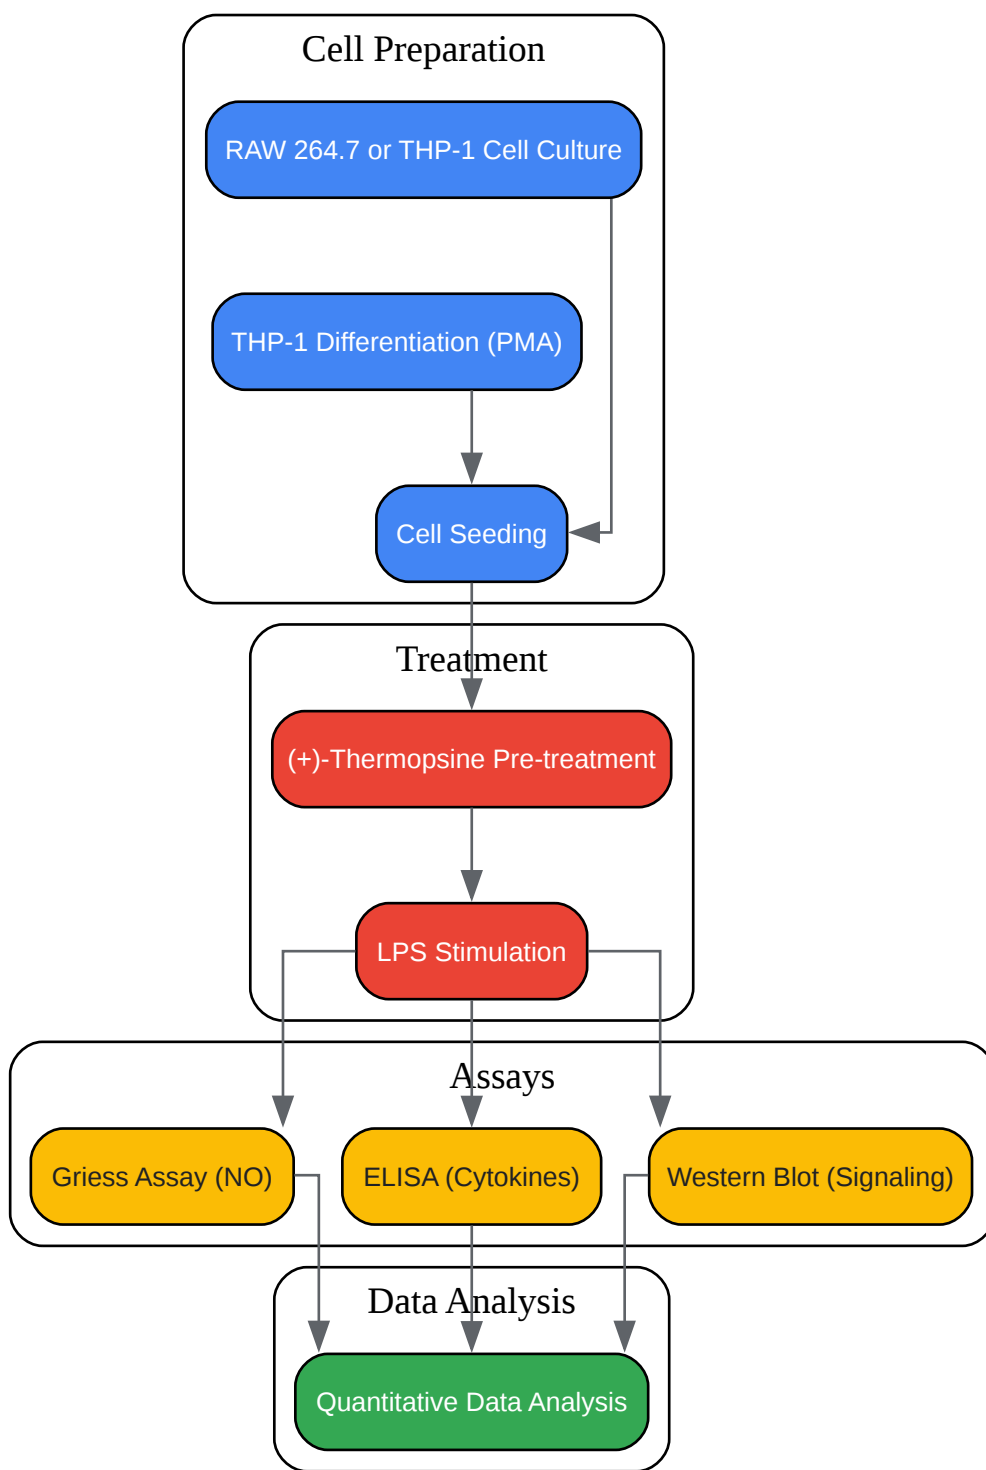 Cell Preparation
RAW 264.7 or THP-1 Cell Culture
THP-1 Differentiation (PMA)
Cell Seeding
Treatment
(+)-Thermopsine Pre-treatment
LPS Stimulation
Assays
Griess Assay (NO)
ELISA (Cytokines)
Western Blot (Signaling)
Data Analysis
Quantitative Data Analysis